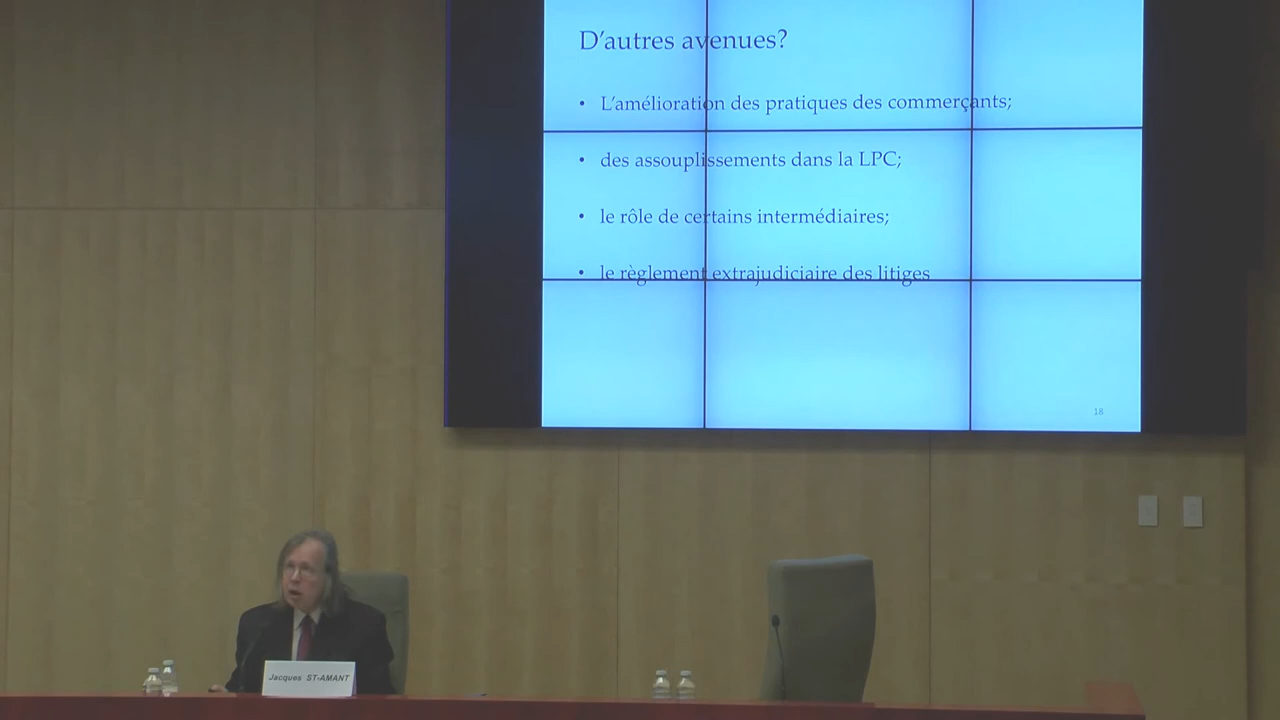 D'autres avenues?
• L'amélioration des pratiques des commerçants;
• des assouplissements dans la LPC;
• le rôle de certains intermédiaires;
• le règlement extrajudiciaire des litiges
18
Jacques ST-AMANT